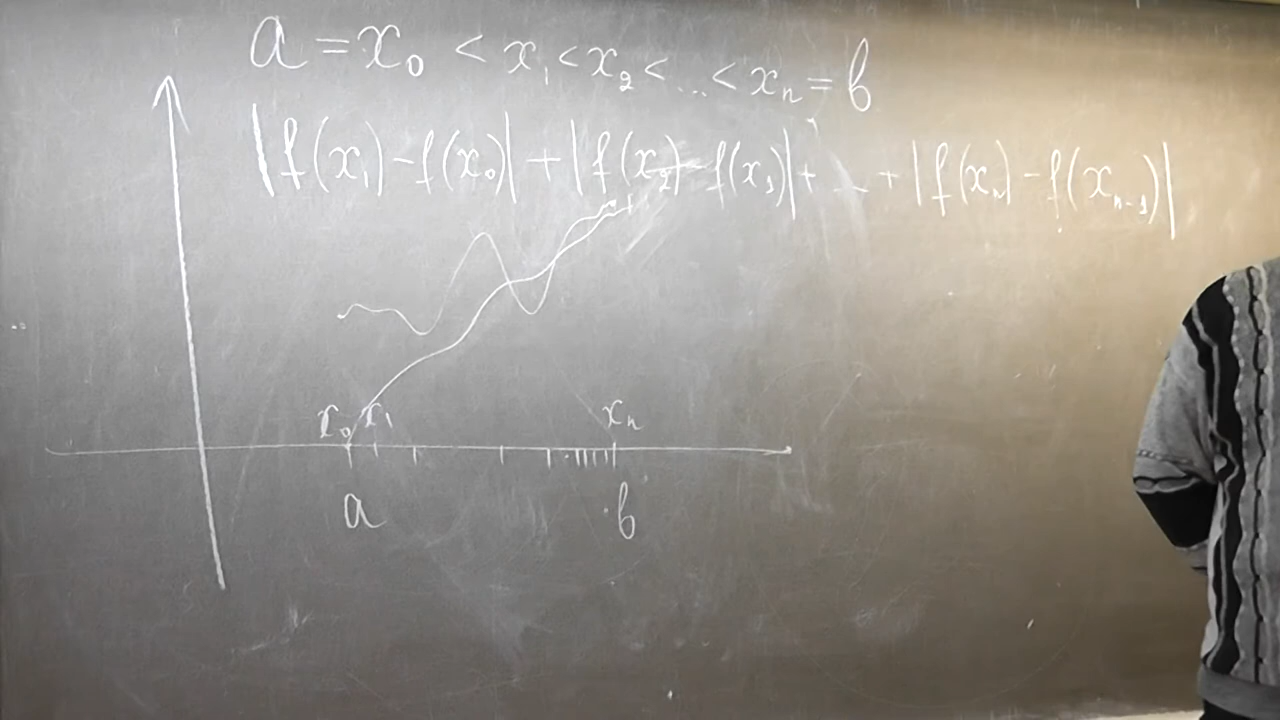 a = x₀ < x₁ < x₂ < ... < xₙ = b
|f(x₁) - f(x₀)| + |f(x₂) - f(x₁)| + ... + |f(xₙ) - f(xₙ₋₁)|
x₀ x₁ xₙ
a b